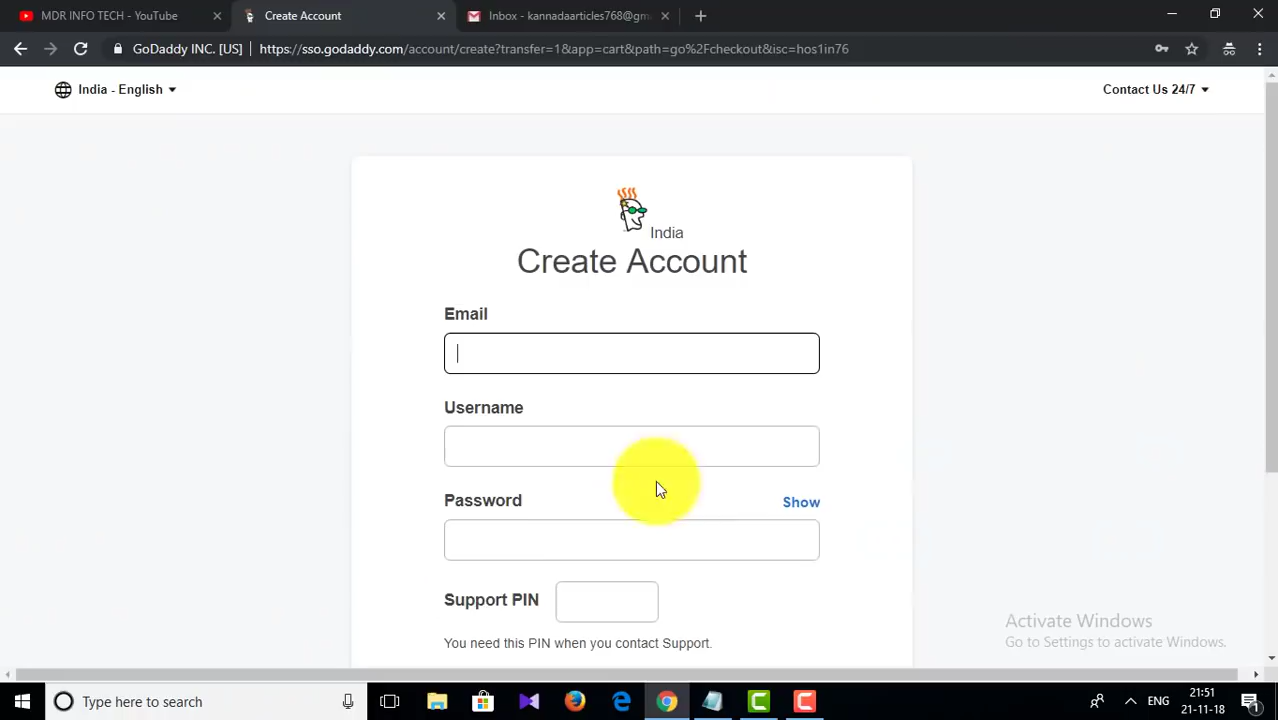 MDR INFO TECH - YouTube
Create Account
Inbox - kannadaarticles768@gm
GoDaddy INC. [US]
https://sso.godaddy.com/account/create?transfer=1&app=cart&path=go%2Fcheckout&isc=hos1in76
India - English
Contact Us 24/7
India
Create Account
Email
Username
Password
Show
Support PIN
You need this PIN when you contact Support.
Activate Windows
Go to Settings to activate Windows.
Type here to search
ENG
21:51
21-11-18
1